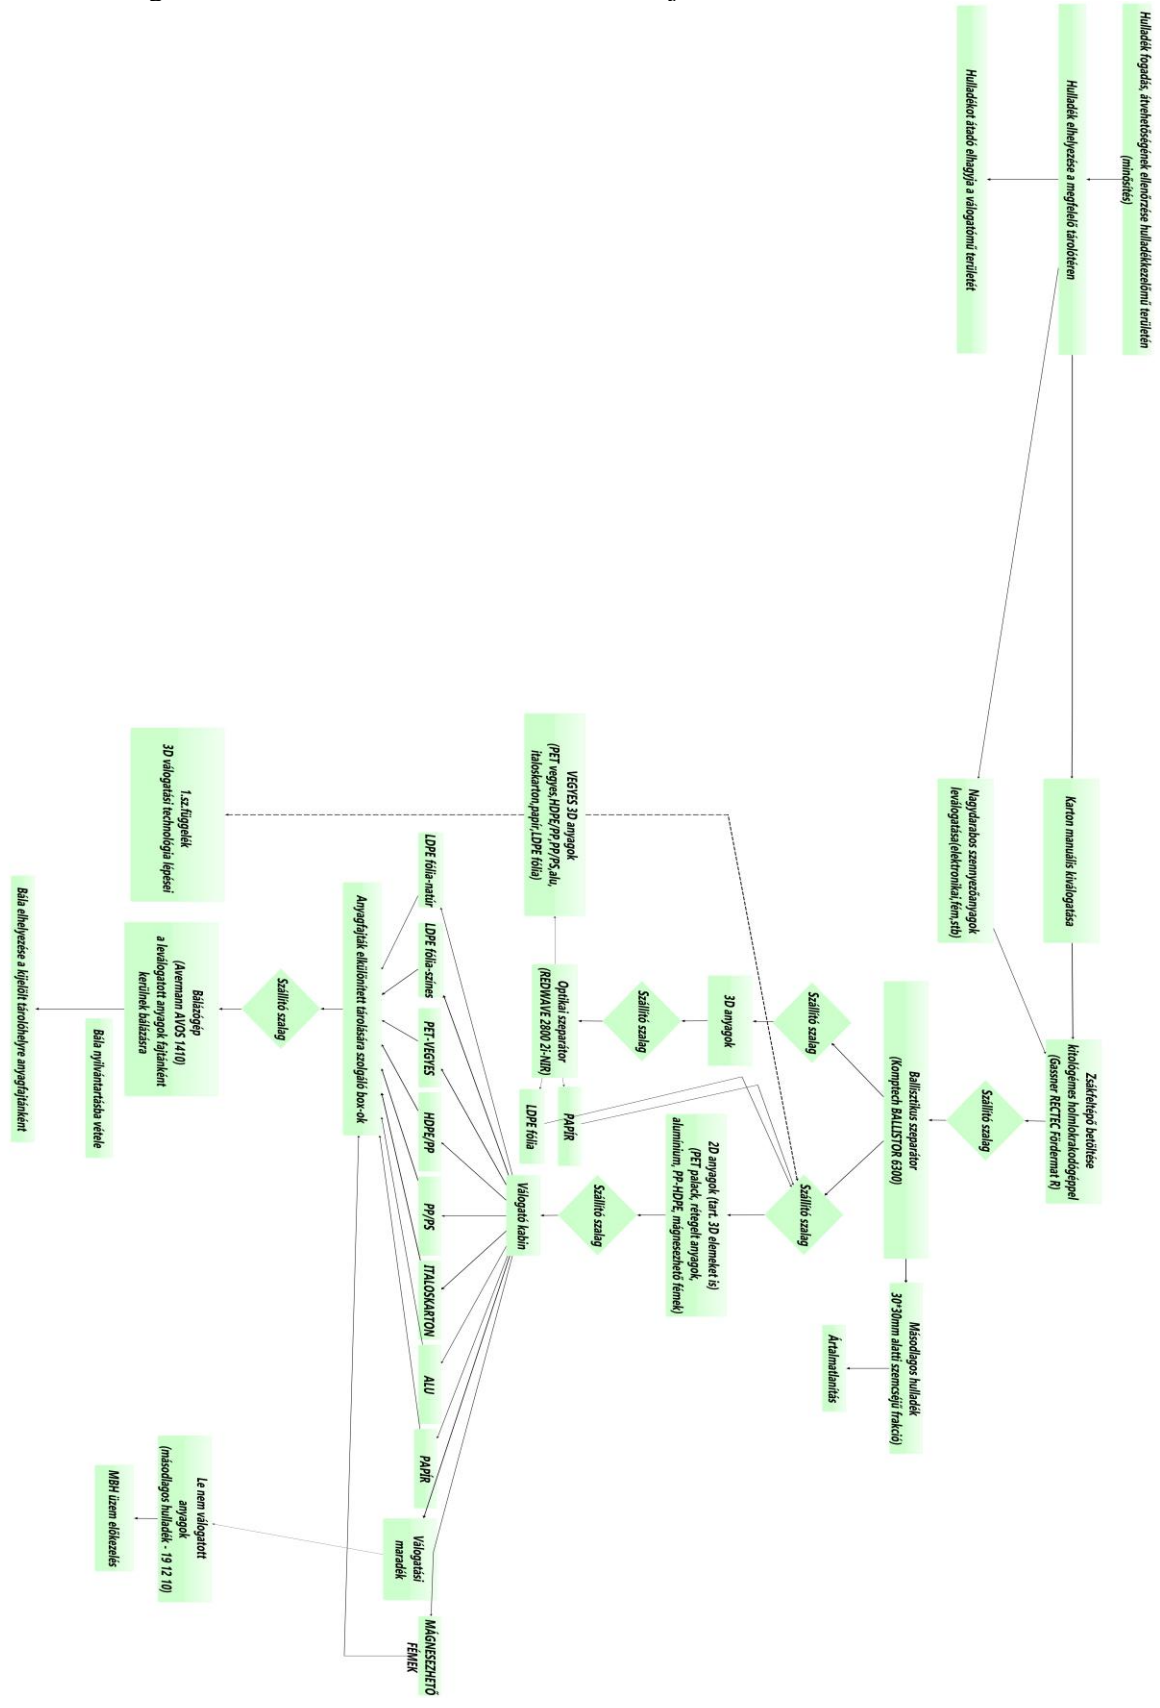 Hulladék fogadás, átvehetőségének ellenőrzése hulladékkezelőmű területén
(minősítés)
Hulladék elhelyezése a megfelelő tárolótéren
Hulladékot átadó elhagyja a válogatómű területét
Karton manuális kiválogatása
Nagydarabos szennyezőanyagok
leválogatása(elektronikai,fém,stb)
Zsákfeltépő betöltése
kitológémes holmlokrakodógéppel
(Gassner RECTEC Fördermat R)
Szállító szalag
Ballisztikus szeparátor
(Komptech BALLISTOR 6300)
Másodlagos hulladék
30*30mm alatti szemcséjű frakció)
Ártalmatlanítás
Szállító szalag
Szállító szalag
3D anyagok
2D anyagok (tart. 3D elemeket is)
(PET palack, rétegelt anyagok,
alumínium, PP-HDPE, mágnesezhető fémek)
Szállító szalag
Szállító szalag
VEGYES 3D anyagok
(PET vegyes,HDPE/PP,PP/PS,alu,
italoskarton,papír,LDPE fólia)
Optikai szeparátor
(REDWAVE 2800 2i-NIR)
PAPÍR
LDPE fólia
Válogató kabin
LDPE fólia-natúr
LDPE fólia-színes
PET-VEGYES
HDPE/PP
PP/PS
ITALOSKARTON
ALU
PAPÍR
Válogatási
maradék
MÁGNESEZHETŐ
FÉMEK
Anyagfajták elkülönített tárolására szolgáló box-ok
Szállító szalag
1.sz.függelék
3D válogatási technológia lépései
Bálázógép
(Avermann AVOS 1410)
a leválogatott anyagok fajtánként
kerülnek bálázásra
Le nem válogatott
anyagok
(másodlagos hulladék - 19 12 10)
MBH üzem előkezelés
Bála nyilvántartásba vétele
Bála elhelyezése a kijelölt tárolóhelyre anyagfajtánként